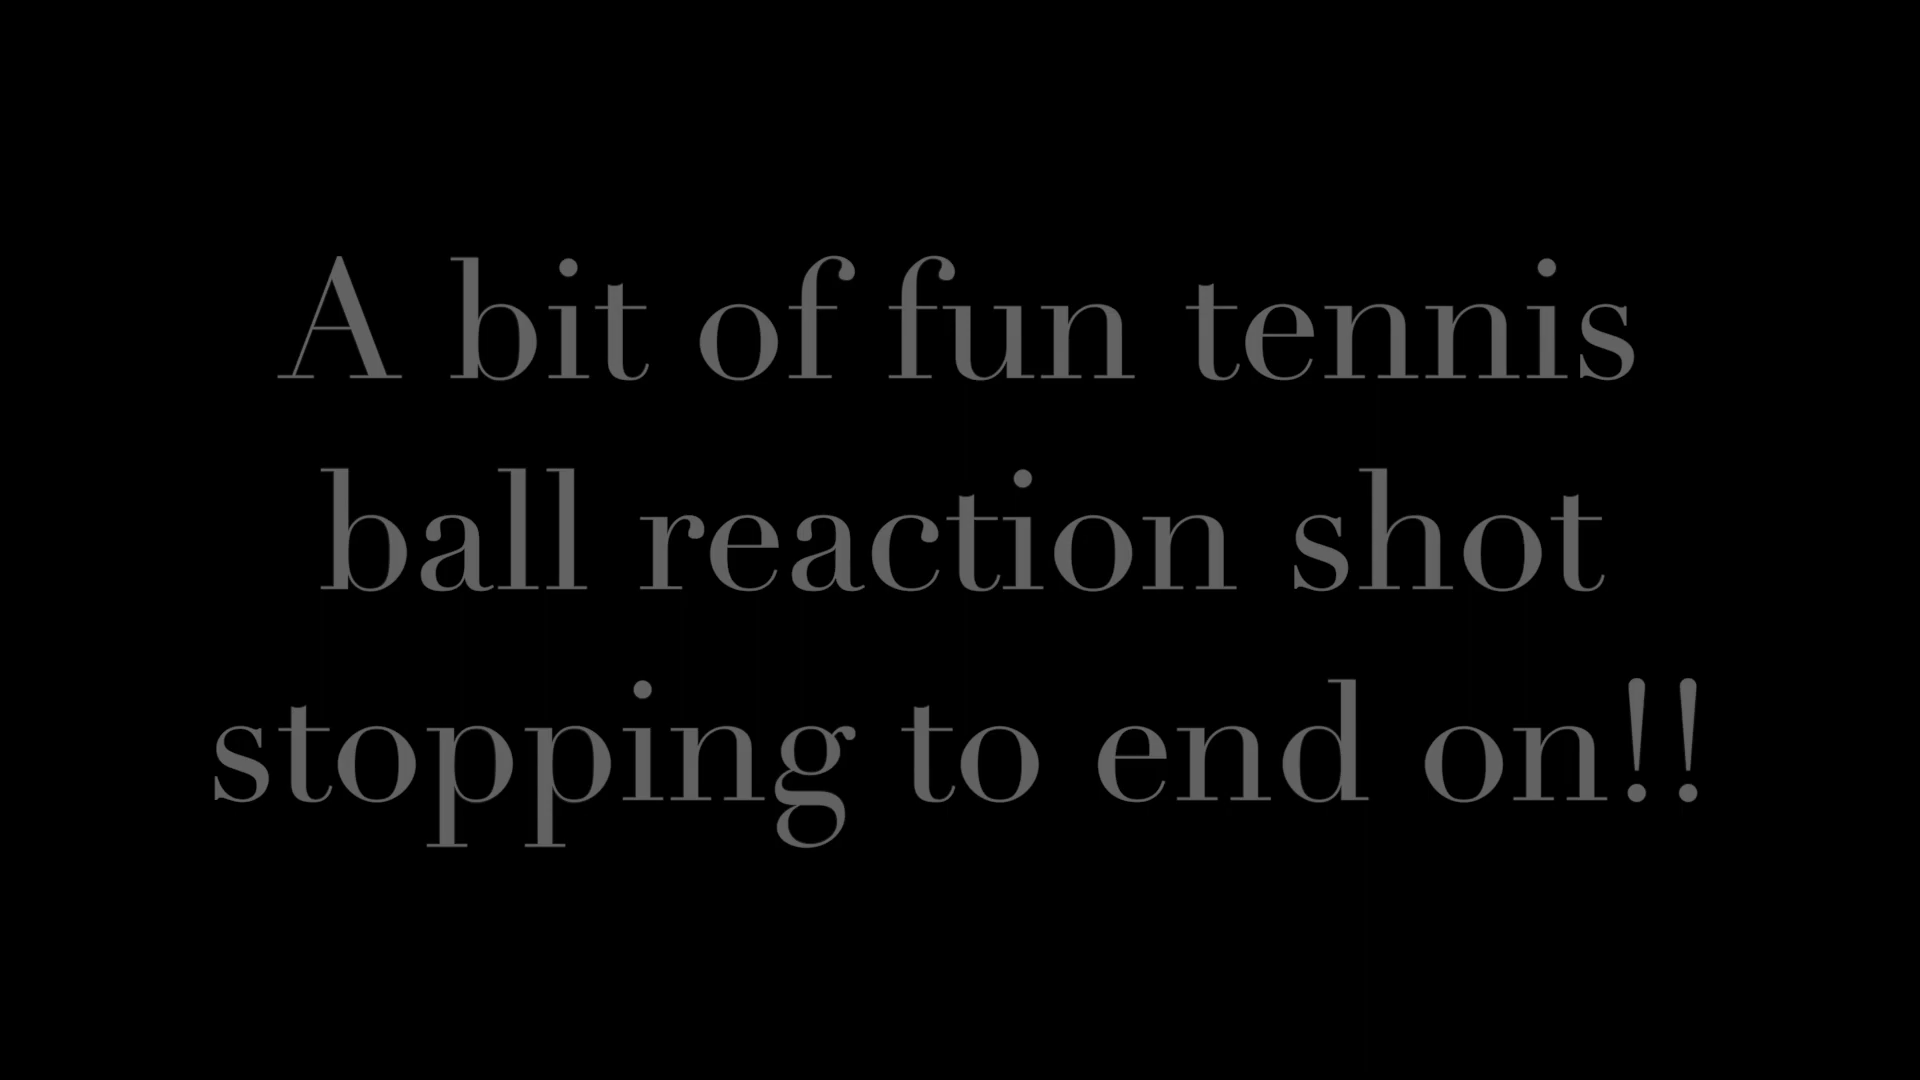 A bit of fun tennis
ball reaction shot
stopping to end on!!